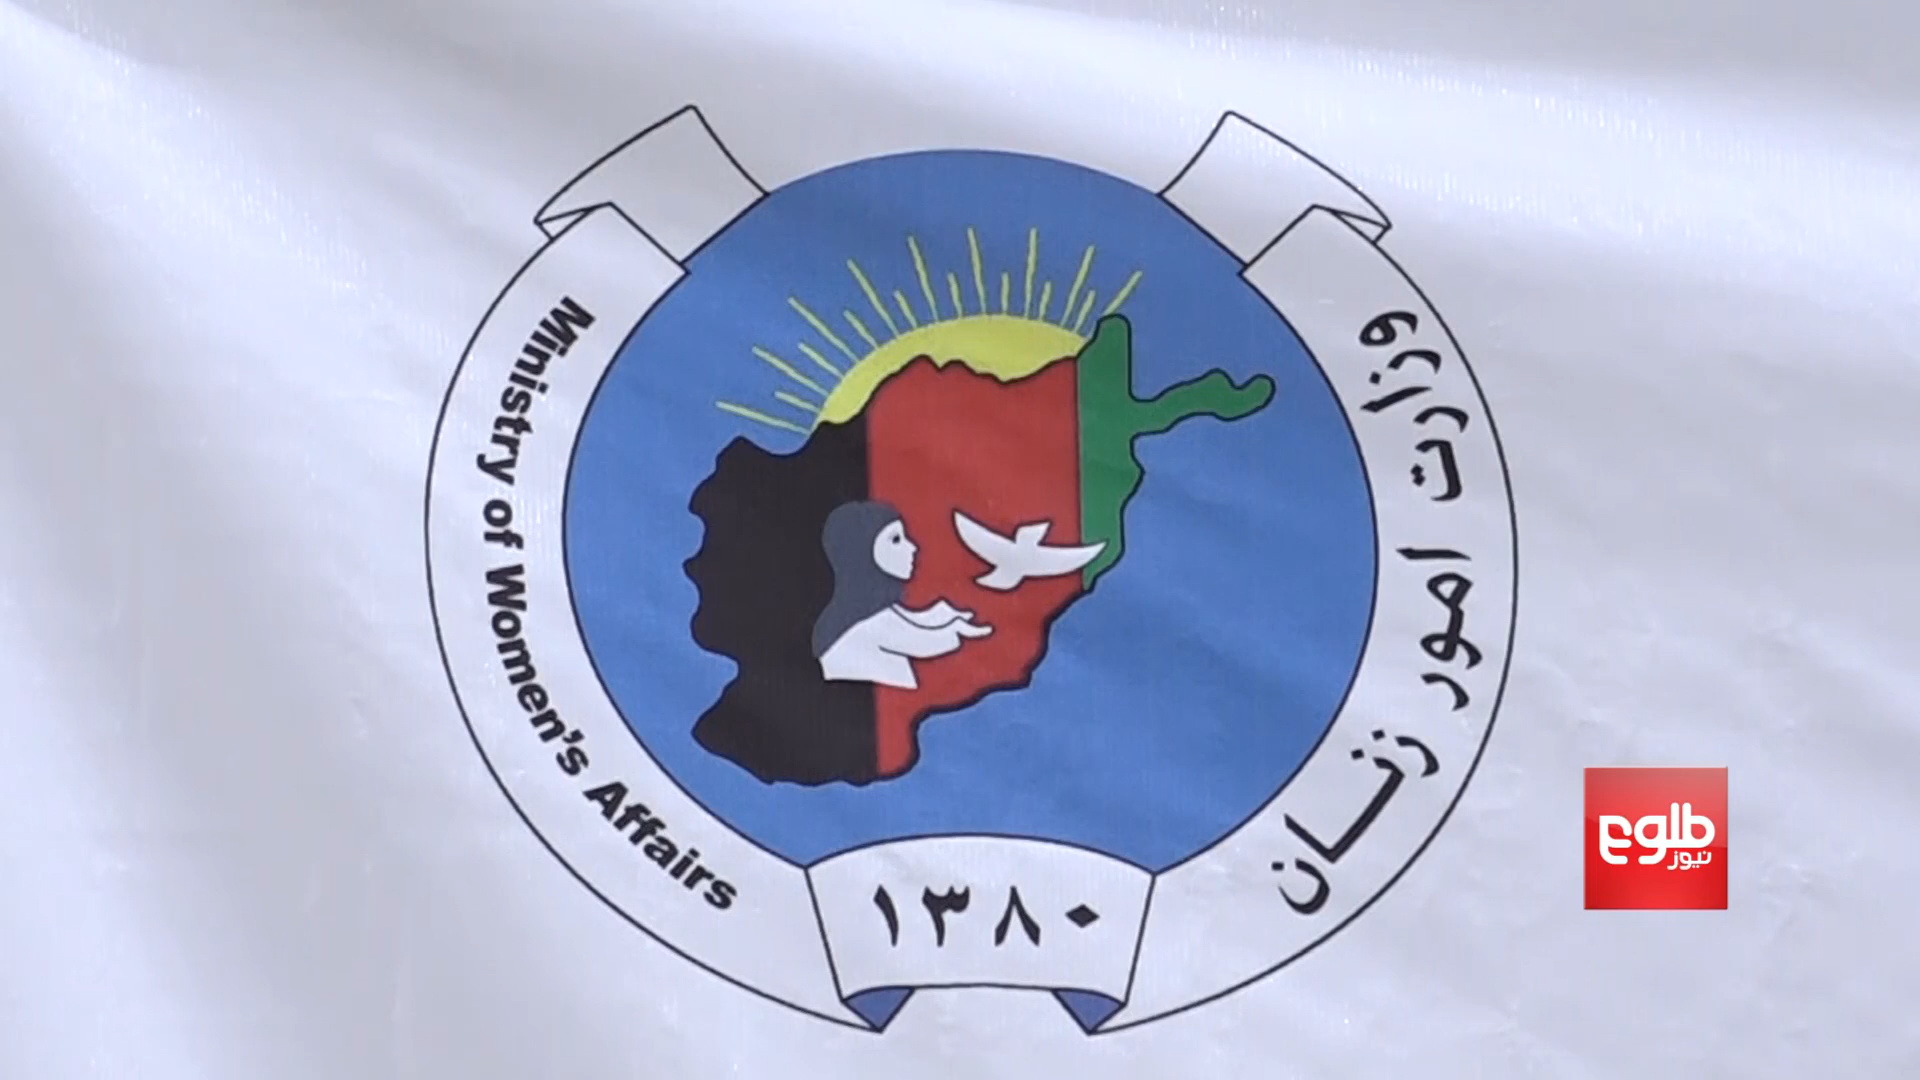 Ministry of Women's Affairs
وزارت امور زنان
۱۳۸۰
طلوع
نیوز